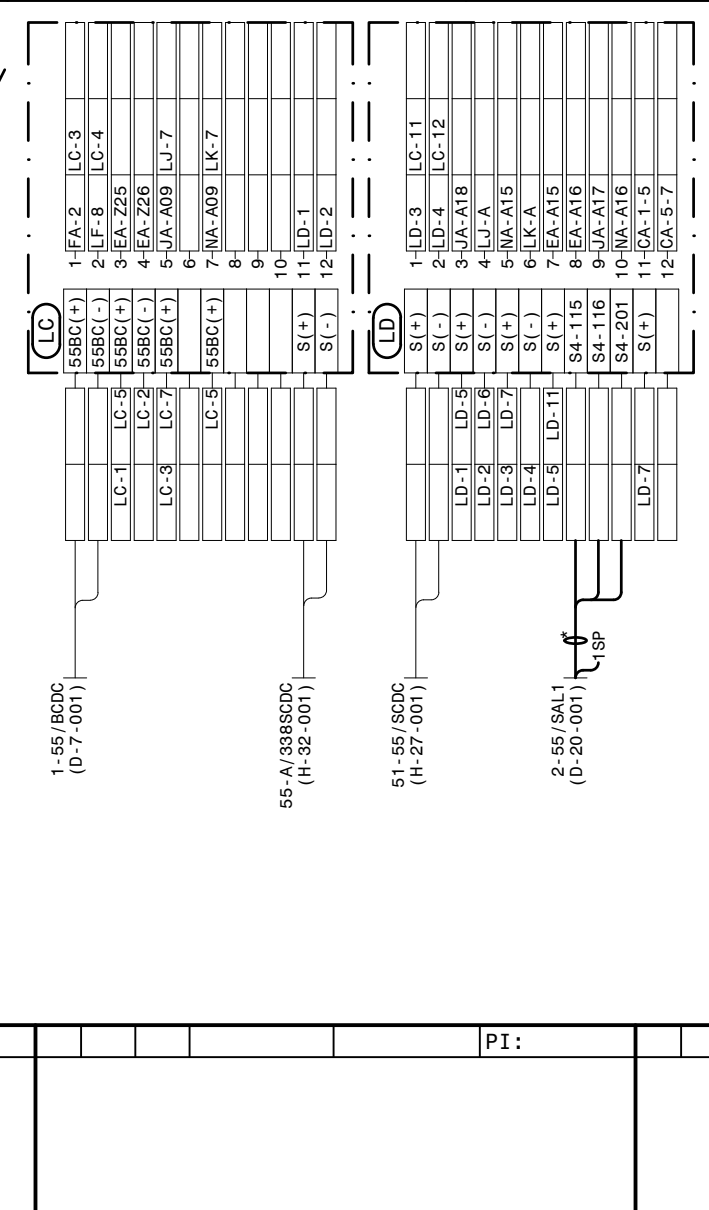 LC
1 FA-2 LC-3
2 LF-8 LC-4
3 EA-Z25
4 EA-Z26
5 JA-A09 LJ-7
6
7 NA-A09 LK-7
8
9
10
11 LD-1
12 LD-2
55BC(+)
55BC(-)
55BC(+) LC-1 LC-5
55BC(-) LC-2
55BC(+) LC-3 LC-7
55BC(+) LC-5
S(+)
S(-)
1-55/BCDC
(D-7-001)
55-A/338SCDC
(H-32-001)
LD
1 LD-3 LC-11
2 LD-4 LC-12
3 JA-A18
4 LJ-A
5 NA-A15
6 LK-A
7 EA-A15
8 EA-A16
9 JA-A17
10 NA-A16
11 CA-1-5
12 CA-5-7
S(+)
S(-)
S(+) LD-1 LD-5
S(-) LD-2 LD-6
S(+) LD-3 LD-7
S(-) LD-4
S(+) LD-5 LD-11
S4-115
S4-116
S4-201
S(+) LD-7
51-55/SCDC
(H-27-001)
2-55/SAL1
(D-20-001)
*
1SP
PI: